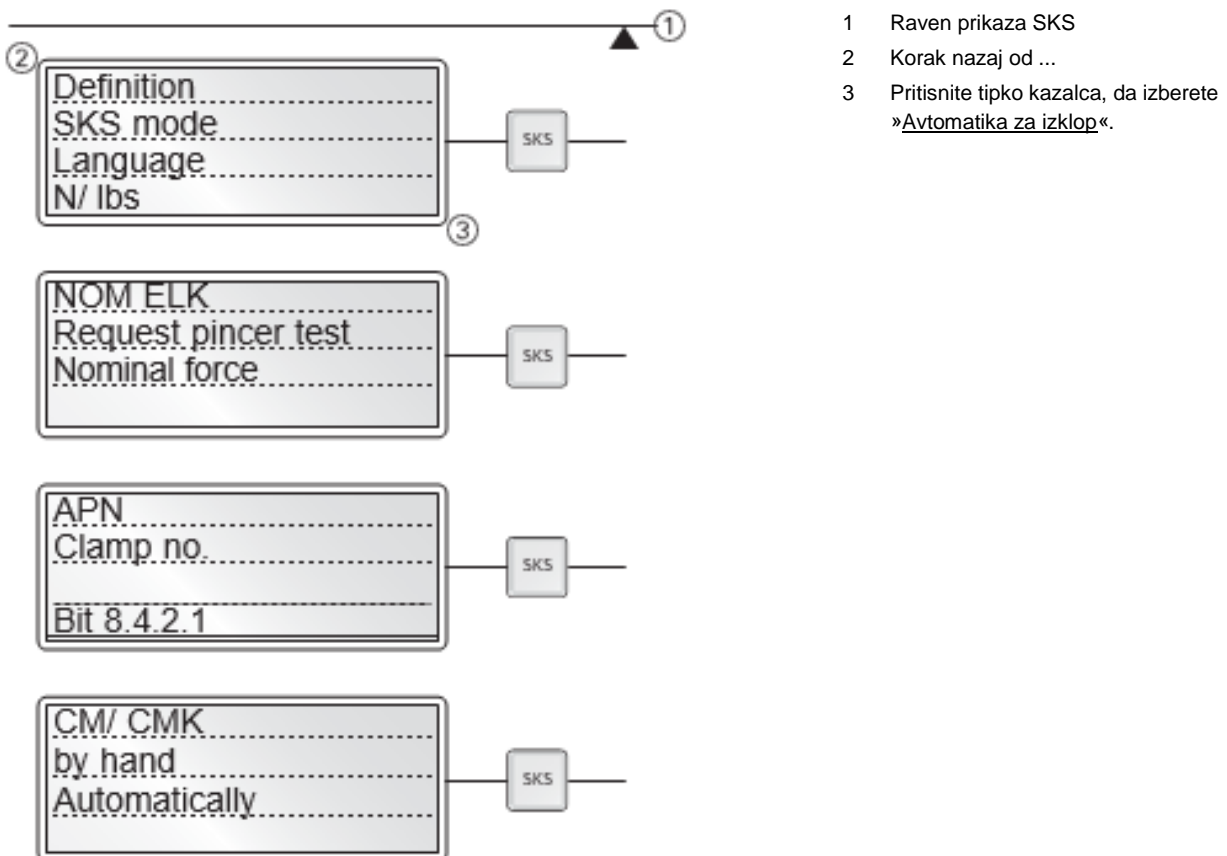 ①
②
Definition
SKS mode
Language
N/ lbs
SKS
③
NOM ELK
Request pincer test
Nominal force
SKS
APN
Clamp no.
Bit 8.4.2.1
SKS
CM/ CMK
by hand
Automatically
SKS
1 Raven prikaza SKS
2 Korak nazaj od ...
3 Pritisnite tipko kazalca, da izberete
»Avtomatika za izklop«.